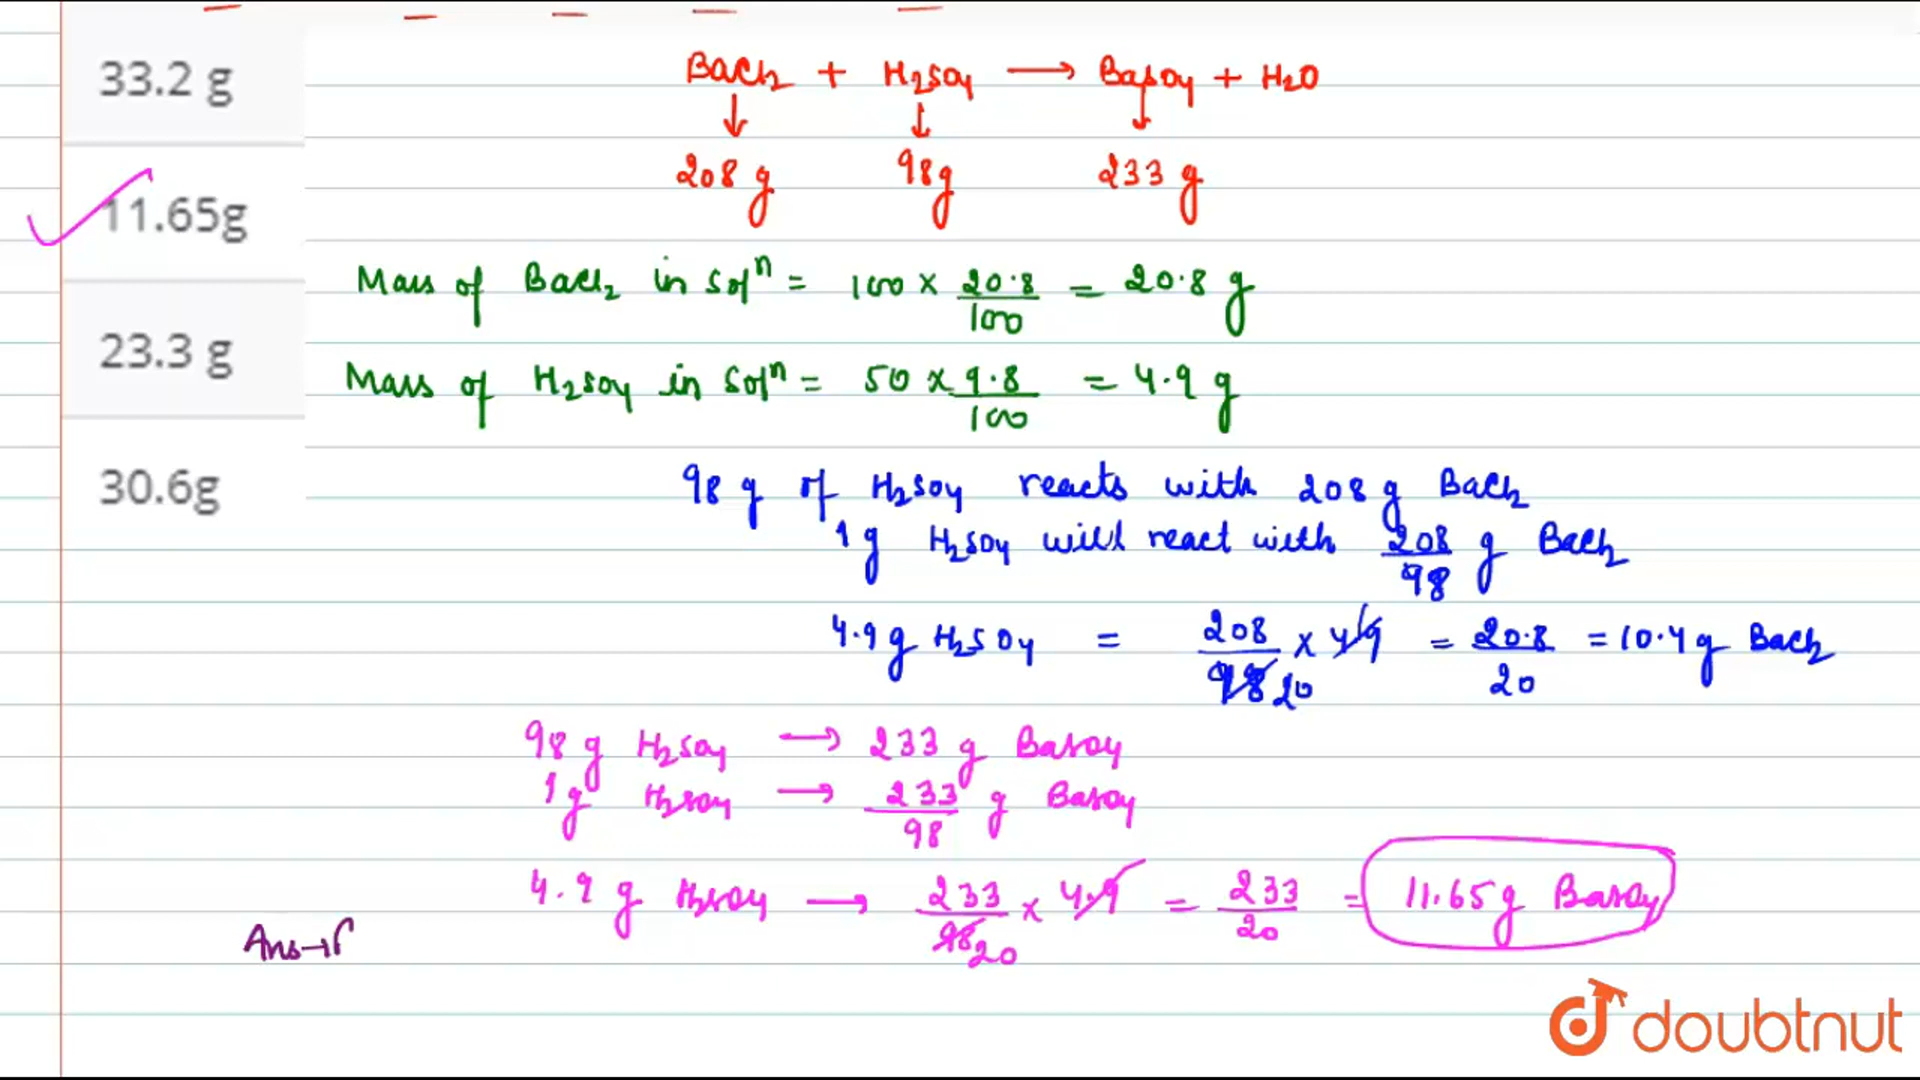 33.2 g
11.65g
23.3 g
30.6g
BaCl2 + H2SO4 → BaSO4 + H2O
↓ ↓ ↓
208 g 98g 233 g
Mass of BaCl2 in Solⁿ = 100 × 20.8/100 = 20.8 g
Mass of H2SO4 in Solⁿ = 50 × 9.8/100 = 4.9 g
98 g of H2SO4 reacts with 208 g BaCl2
1 g H2SO4 will react with 208/98 g BaCl2
4.9 g H2SO4 = 208/98 20 × 4.9 = 20.8/20 = 10.4 g BaCl2
98 g H2SO4 → 233 g BaSO4
1 g H2SO4 → 233/98 g BaSO4
4.9 g H2SO4 → 233/98 20 × 4.9 = 233/20 = 11.65 g BaSO4
Ans →
doubtnut